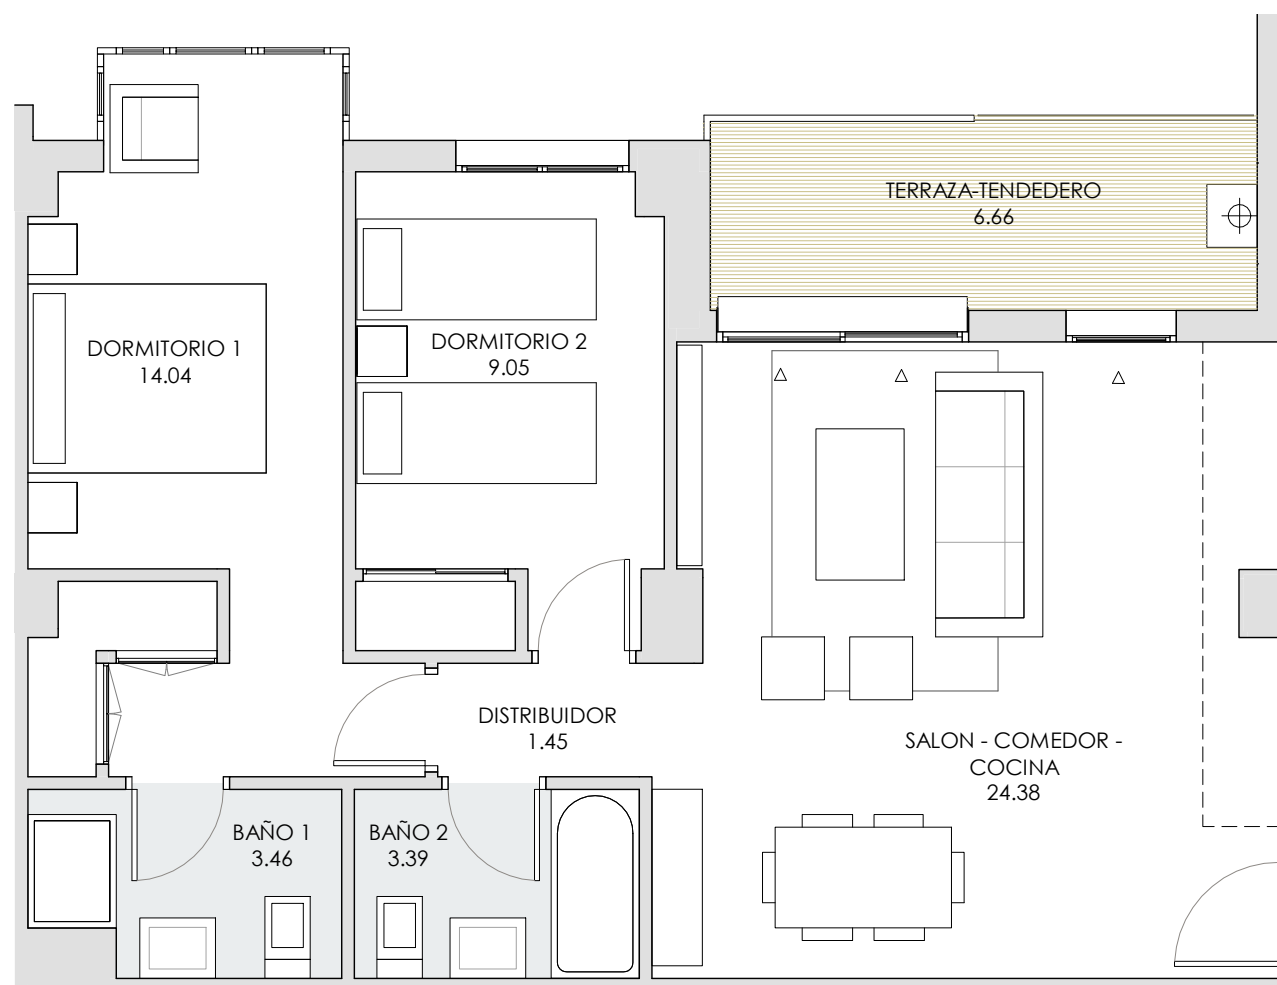 TERRAZA-TENDEDERO
6.66
DORMITORIO 1
14.04
DORMITORIO 2
9.05
DISTRIBUIDOR
1.45
SALON - COMEDOR -
COCINA
24.38
BAÑO 1
3.46
BAÑO 2
3.39